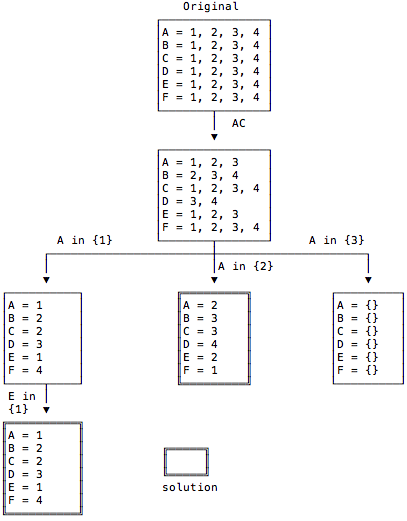 Original
A = 1, 2, 3, 4
B = 1, 2, 3, 4
C = 1, 2, 3, 4
D = 1, 2, 3, 4
E = 1, 2, 3, 4
F = 1, 2, 3, 4
AC
A = 1, 2, 3
B = 2, 3, 4
C = 1, 2, 3, 4
D = 3, 4
E = 1, 2, 3
F = 1, 2, 3, 4
A in {1}
A in {2}
A in {3}
A = 1
B = 2
C = 2
D = 3
E = 1
F = 4
A = 2
B = 3
C = 3
D = 4
E = 2
F = 1
A = {}
B = {}
C = {}
D = {}
E = {}
F = {}
E in
{1}
A = 1
B = 2
C = 2
D = 3
E = 1
F = 4
solution